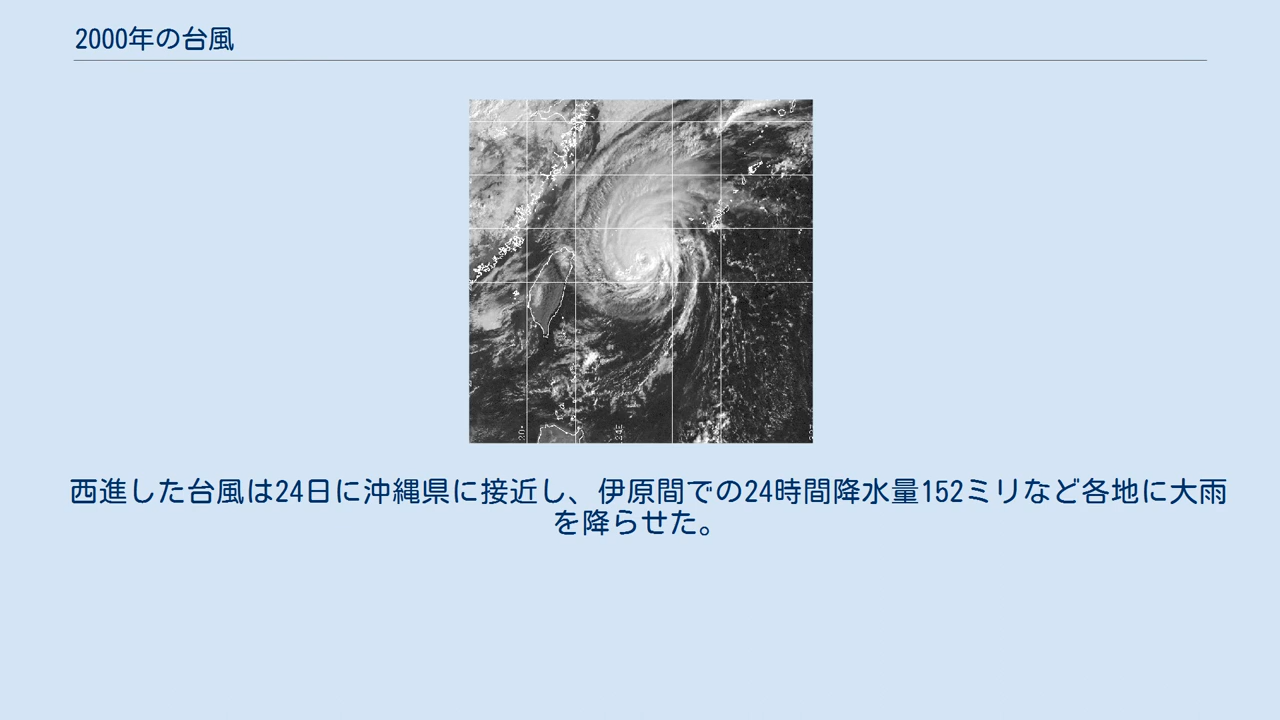 2000年の台風
西進した台風は24日に沖縄県に接近し、伊原間での24時間降水量152ミリなど各地に大雨
を降らせた。